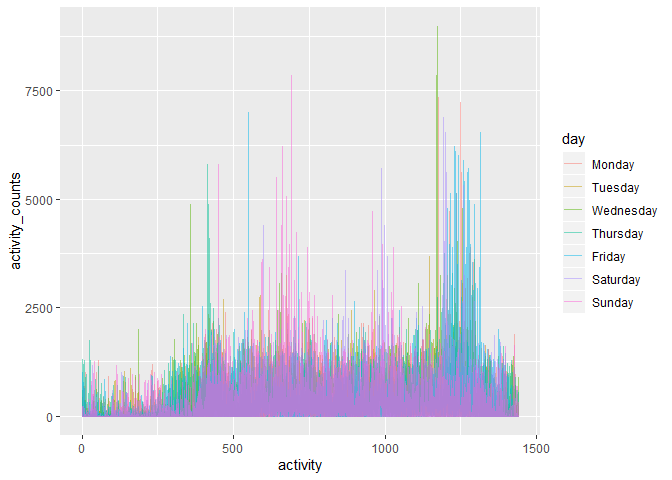 7500
5000
2500
0
activity_counts
0
500
1000
1500
activity
day
Monday
Tuesday
Wednesday
Thursday
Friday
Saturday
Sunday